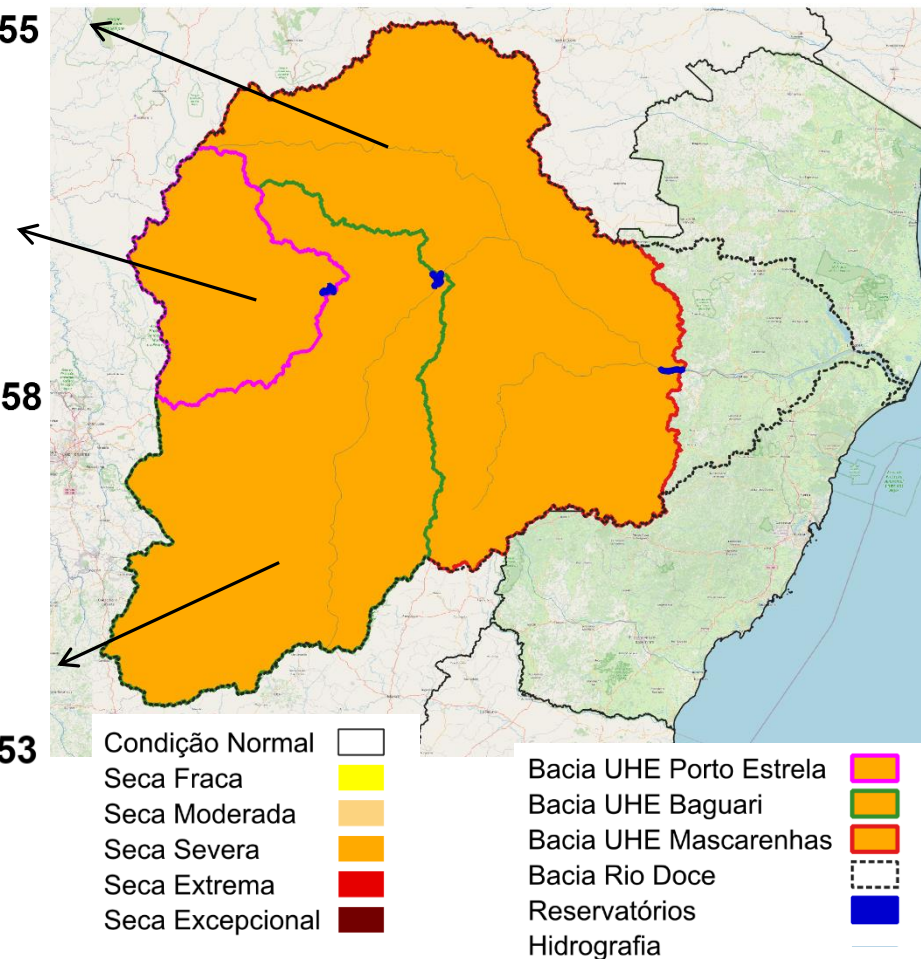 55
58
53
Condição Normal
Seca Fraca
Seca Moderada
Seca Severa
Seca Extrema
Seca Excepcional
Bacia UHE Porto Estrela
Bacia UHE Baguari
Bacia UHE Mascarenhas
Bacia Rio Doce
Reservatórios
Hidrografia